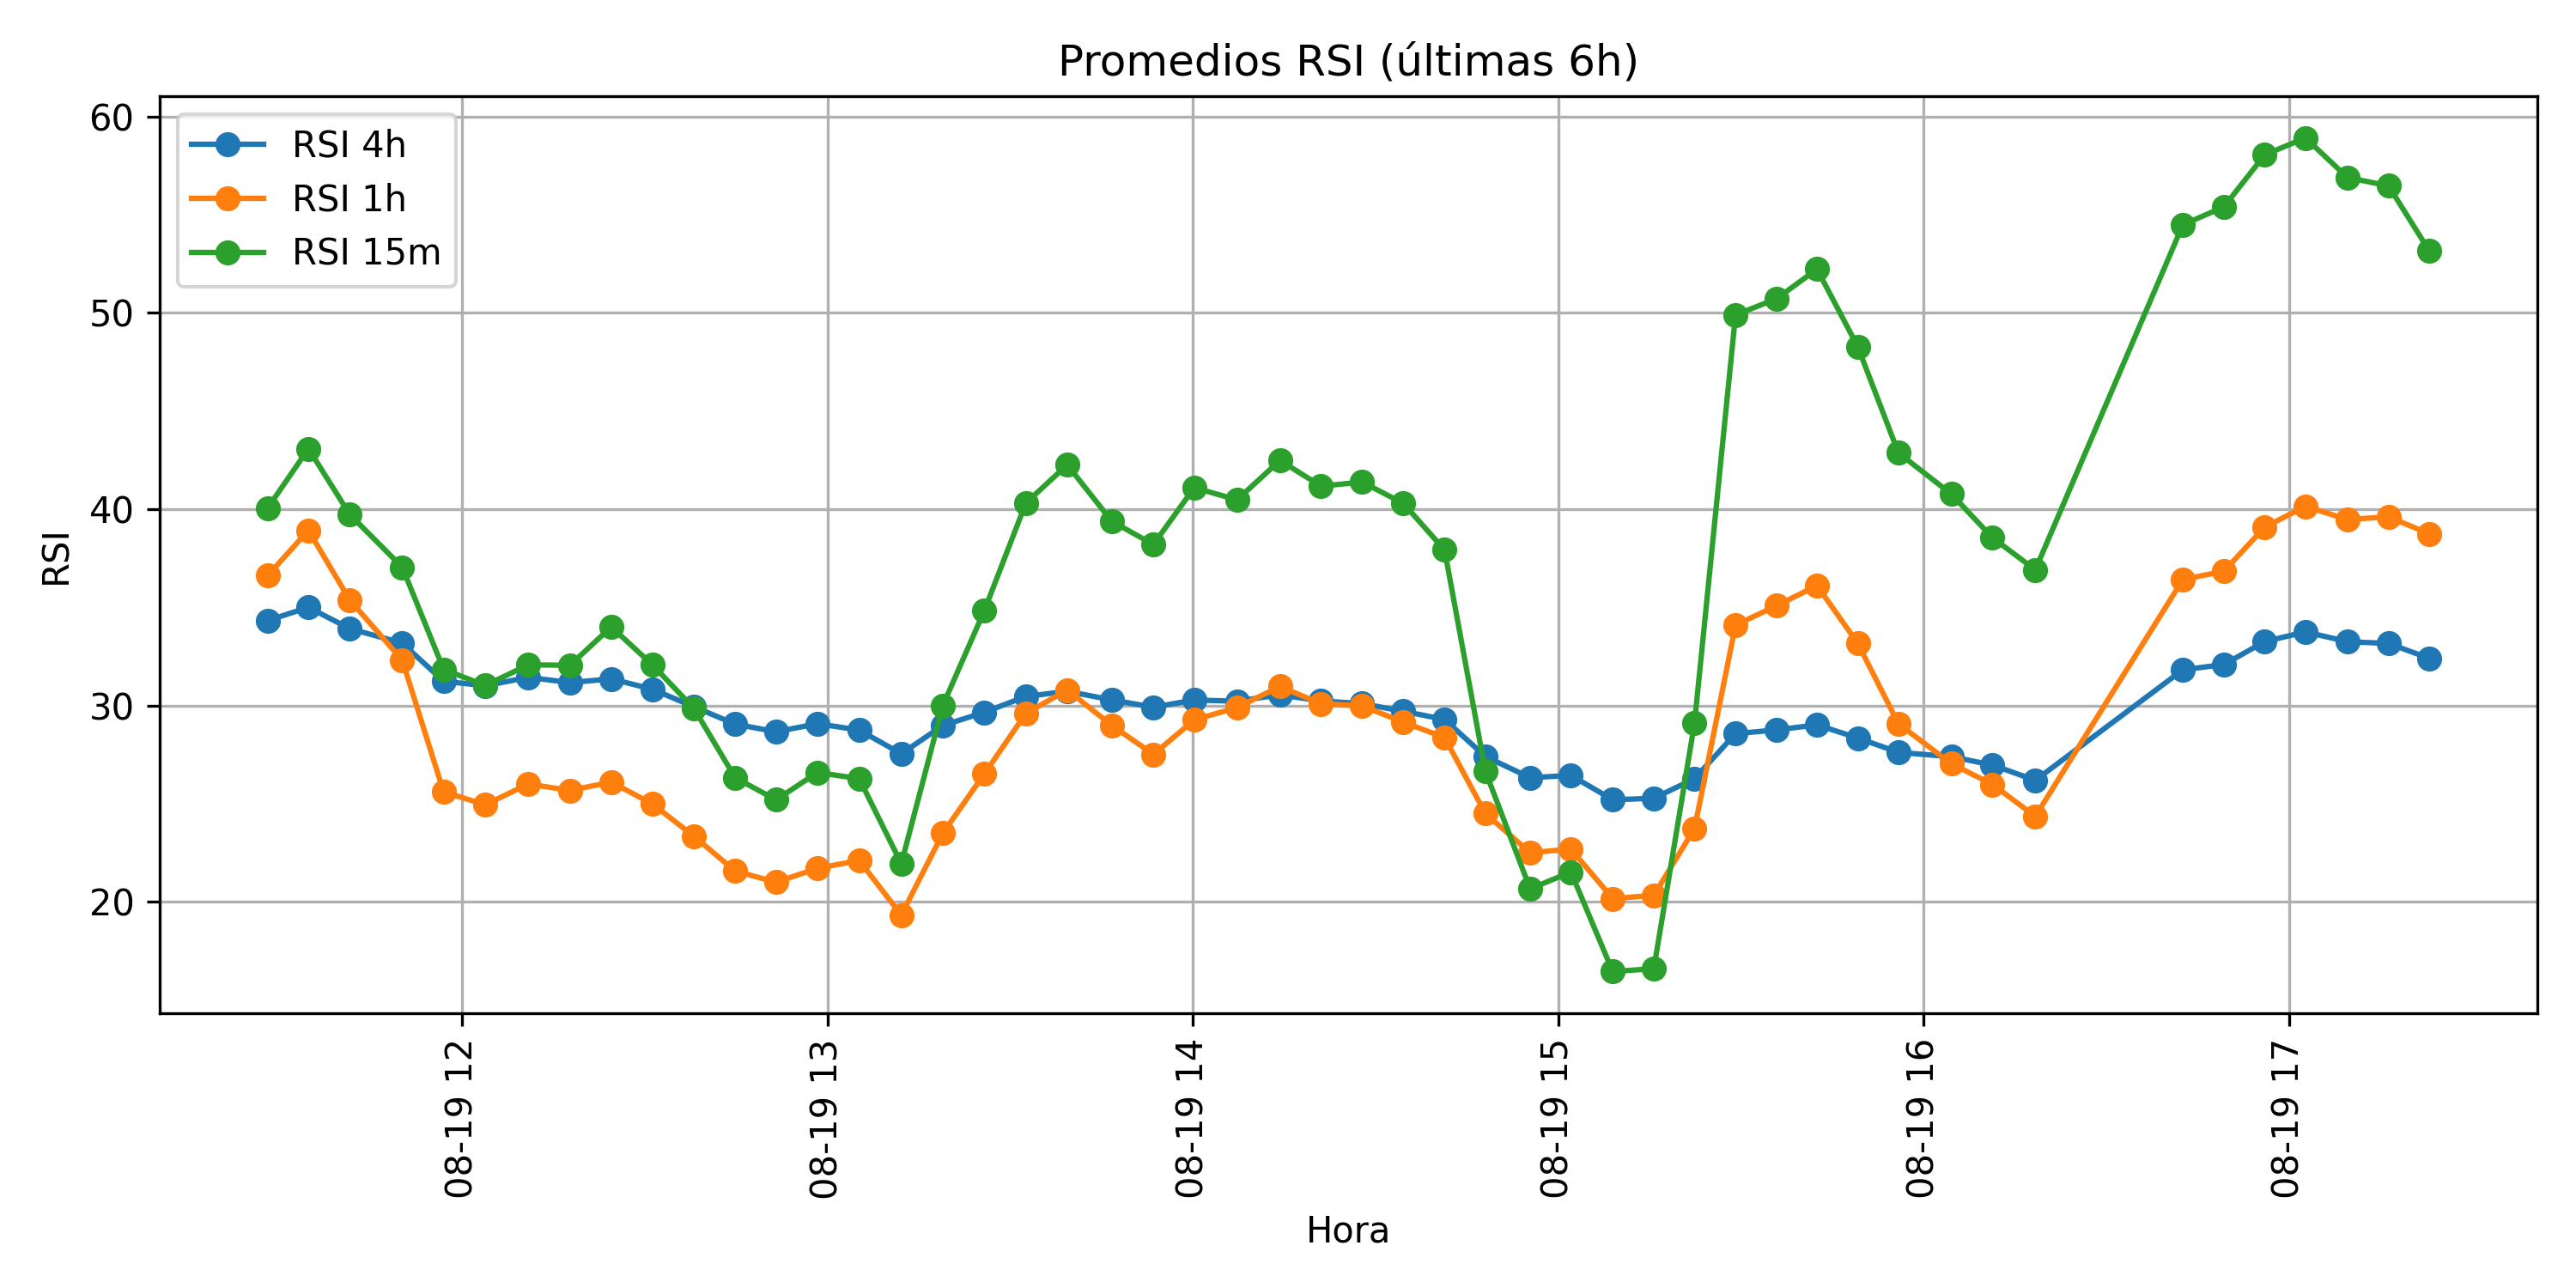 Promedios RSI (últimas 6h)
RSI 4h
RSI 1h
RSI 15m
60
50
40
30
20
RSI
08-19 12
08-19 13
08-19 14
08-19 15
08-19 16
08-19 17
Hora